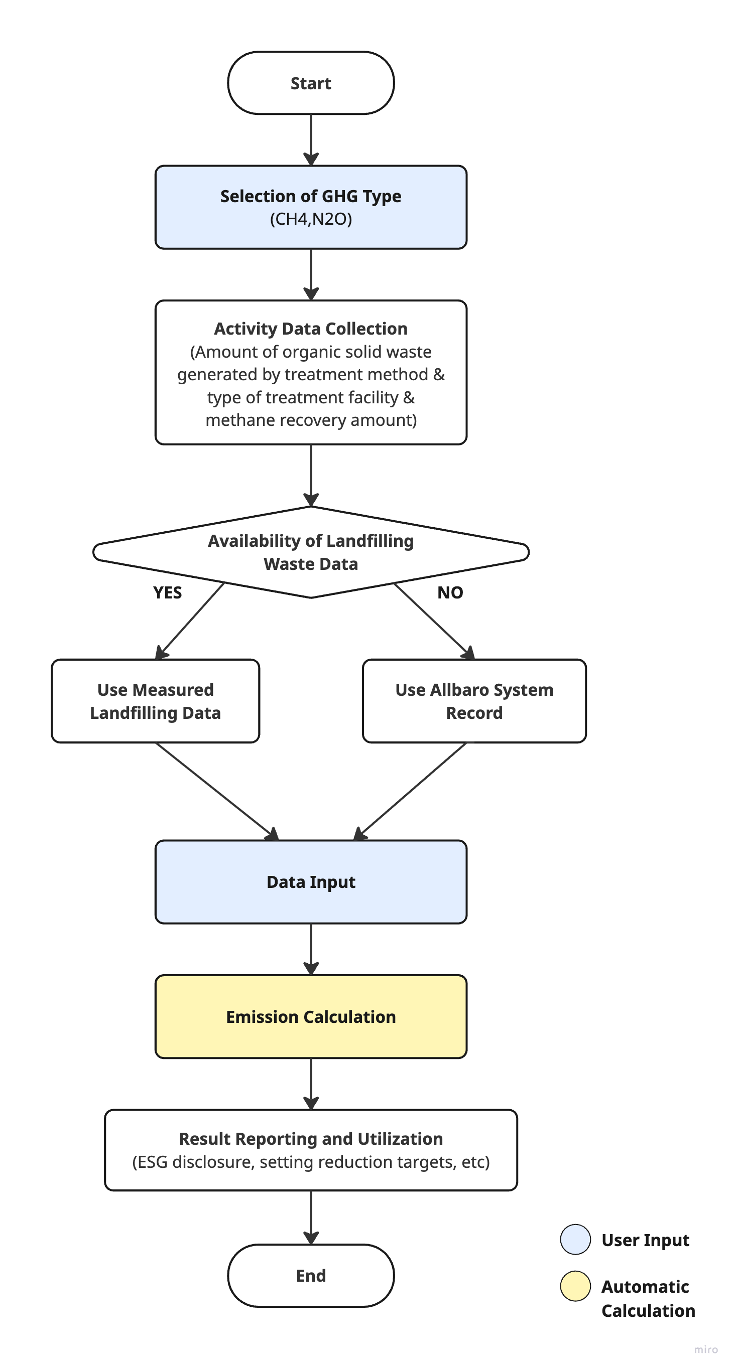 Start
Selection of GHG Type
(CH4,N2O)
Activity Data Collection
(Amount of organic solid waste
generated by treatment method &
type of treatment facility &
methane recovery amount)
Availability of Landfilling
Waste Data
YES
NO
Use Measured
Landfilling Data
Use Allbaro System
Record
Data Input
Emission Calculation
Result Reporting and Utilization
(ESG disclosure, setting reduction targets, etc)
End
User Input
Automatic
Calculation
miro